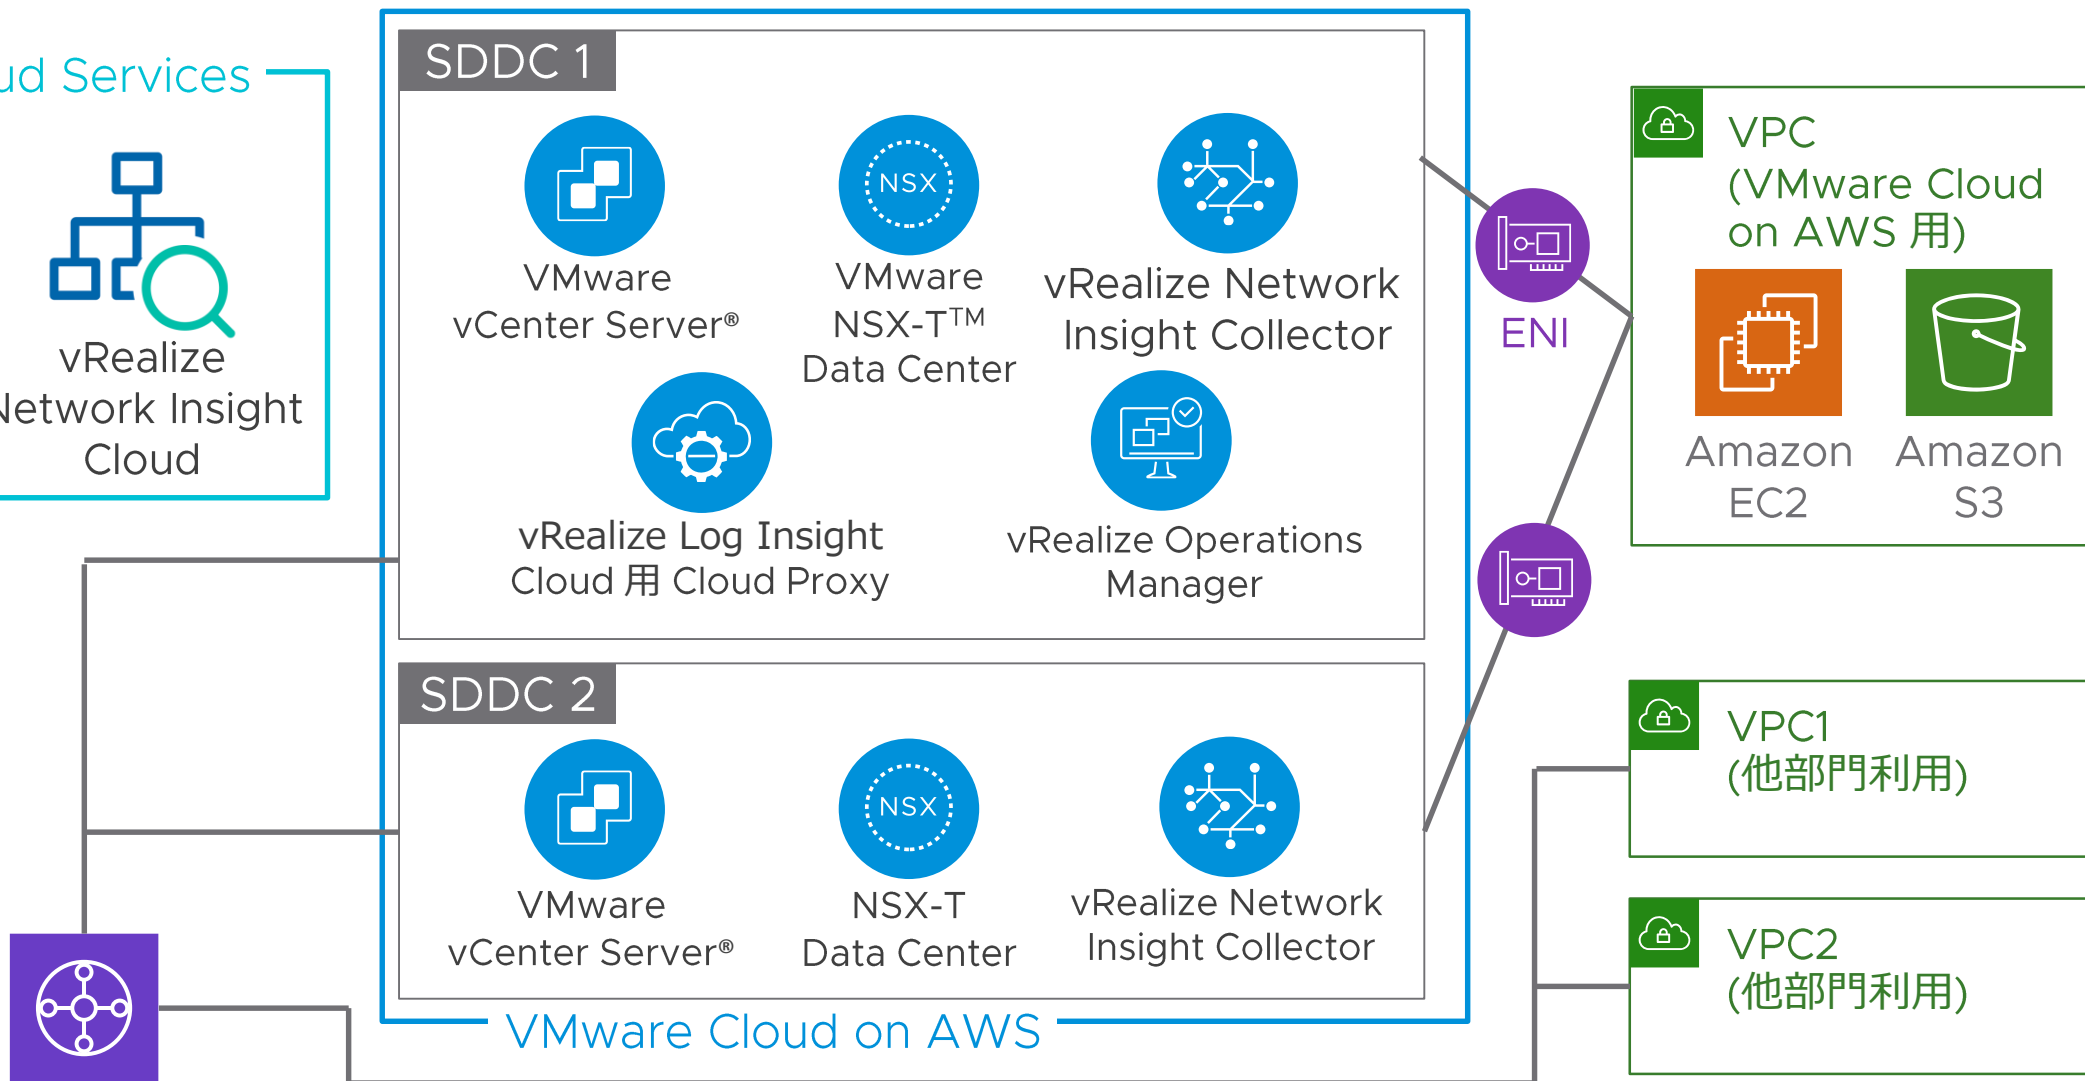 Services
vRealize
Network Insight
Cloud
SDDC 1
VMware
vCenter Server®
NSX
VMware
NSX-T™
Data Center
vRealize Network
Insight Collector
vRealize Log Insight
Cloud 用 Cloud Proxy
vRealize Operations
Manager
SDDC 2
VMware
vCenter Server®
NSX
NSX-T
Data Center
vRealize Network
Insight Collector
VMware Cloud on AWS
ENI
VPC
(VMware Cloud
on AWS 用)
Amazon
EC2
Amazon
S3
VPC1
(他部門利用)
VPC2
(他部門利用)